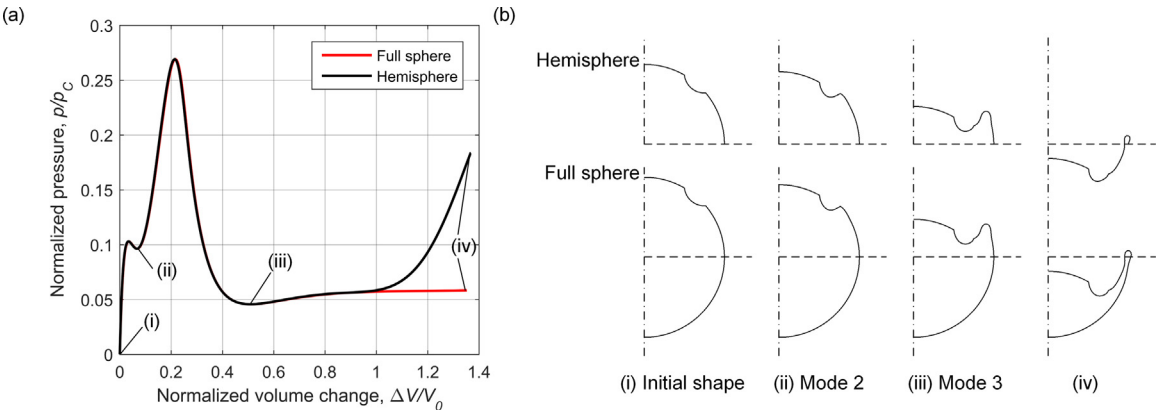 (a)
0.3
0.25
0.2
0.15
0.1
0.05
0
Normalized pressure, p/p_C
Full sphere
Hemisphere
(i)
(ii)
(iii)
(iv)
0 0.2 0.4 0.6 0.8 1 1.2 1.4
Normalized volume change, ΔV/V_0
(b)
Hemisphere
Full sphere
(i) Initial shape (ii) Mode 2 (iii) Mode 3 (iv)